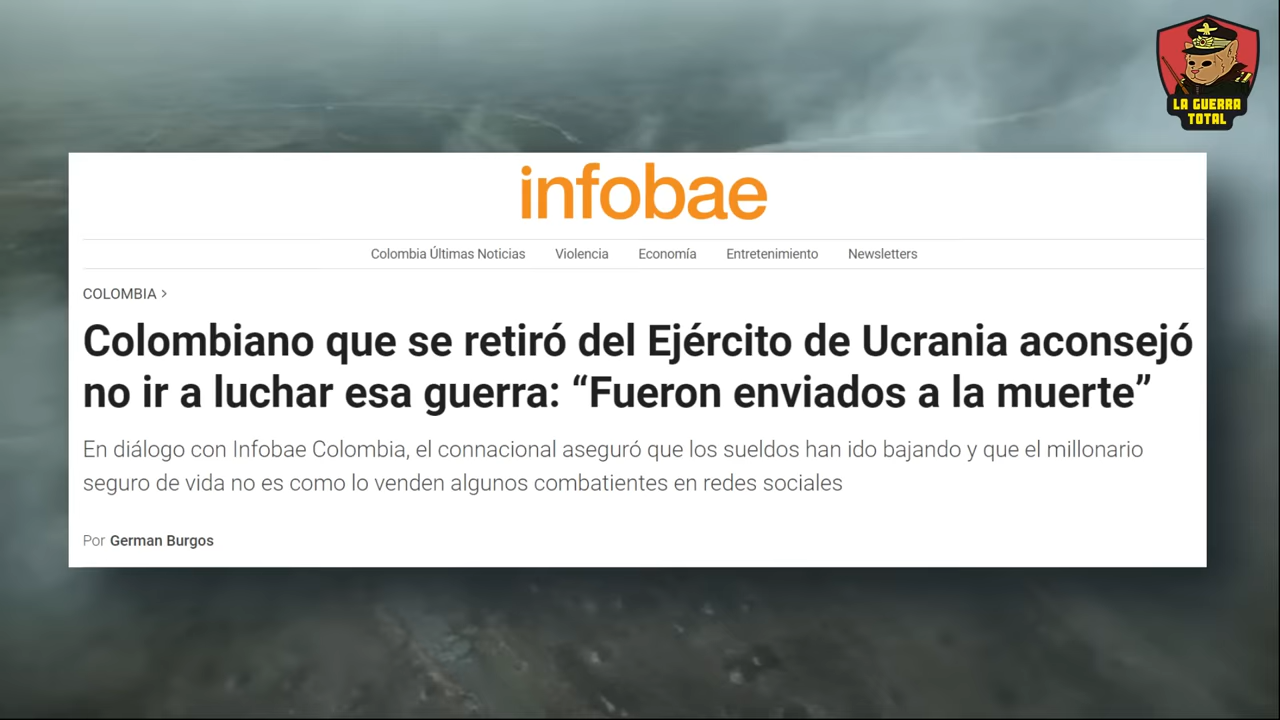 LA GUERRA
TOTAL
infobae
Colombia Últimas Noticias Violencia Economía Entretenimiento Newsletters
COLOMBIA >
Colombiano que se retiró del Ejército de Ucrania aconsejó
no ir a luchar esa guerra: “Fueron enviados a la muerte”
En diálogo con Infobae Colombia, el connacional aseguró que los sueldos han ido bajando y que el millonario
seguro de vida no es como lo venden algunos combatientes en redes sociales
Por German Burgos